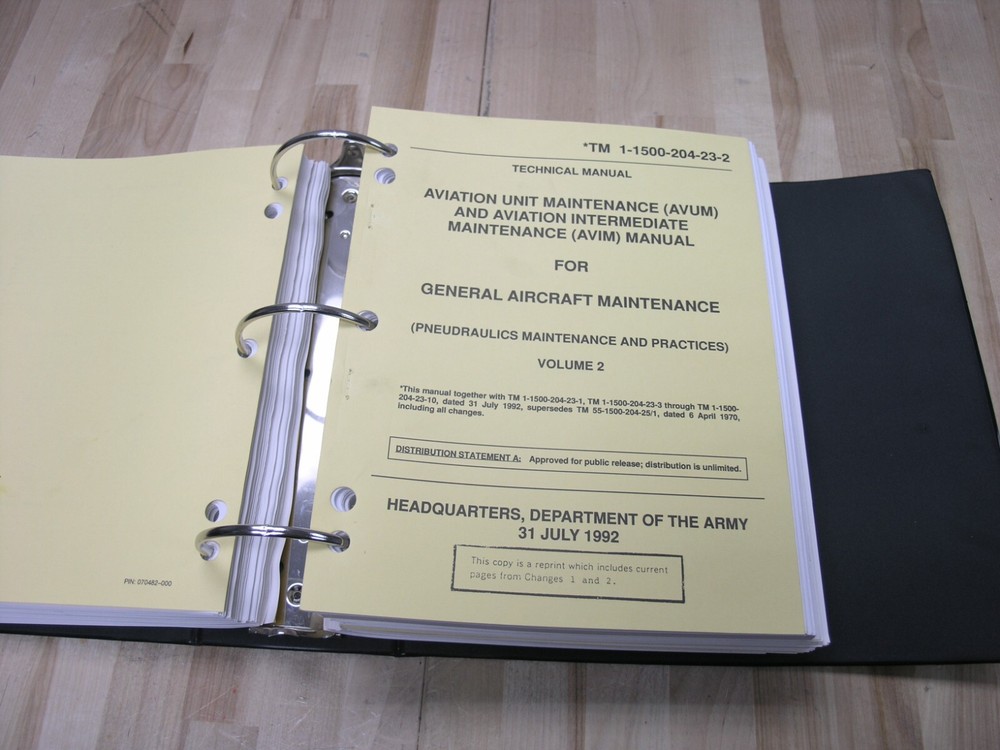 *TM 1-1500-204-23-2
TECHNICAL MANUAL
AVIATION UNIT MAINTENANCE (AVUM)
AND AVIATION INTERMEDIATE
MAINTENANCE (AVIM) MANUAL
FOR
GENERAL AIRCRAFT MAINTENANCE
(PNEUDRAULICS MAINTENANCE AND PRACTICES)
VOLUME 2
*This manual together with TM 1-1500-204-23-1, TM 1-1500-204-23-3 through TM 1-1500-
204-23-10, dated 31 July 1992, supersedes TM 55-1500-204-25/1, dated 6 April 1970,
including all changes.
DISTRIBUTION STATEMENT A: Approved for public release; distribution is unlimited.
HEADQUARTERS, DEPARTMENT OF THE ARMY
31 JULY 1992
This copy is a reprint which includes current
pages from Changes 1 and 2.
PIN: 070462-000